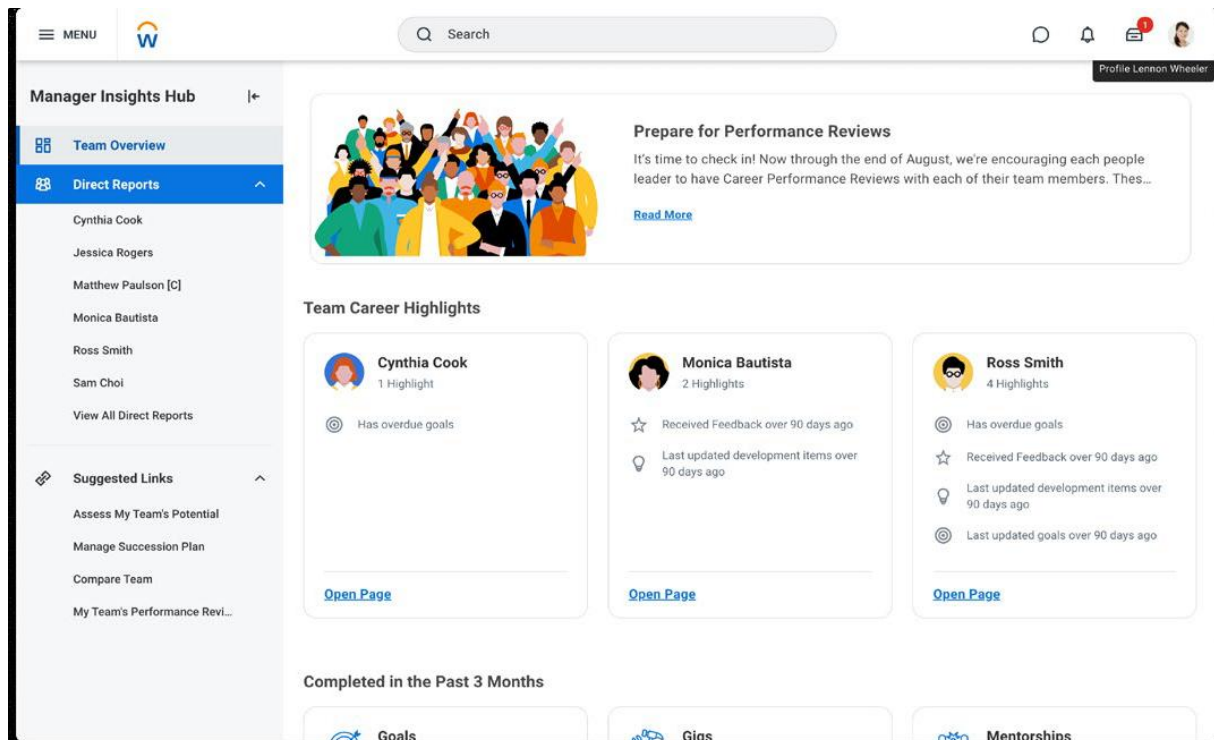 MENU
Search
1
Profile Lennon Wheeler
Manager Insights Hub
Team Overview
Direct Reports
Cynthia Cook
Jessica Rogers
Matthew Paulson [C]
Monica Bautista
Ross Smith
Sam Choi
View All Direct Reports
Suggested Links
Assess My Team's Potential
Manage Succession Plan
Compare Team
My Team's Performance Revi...
Prepare for Performance Reviews
It's time to check in! Now through the end of August, we're encouraging each people
leader to have Career Performance Reviews with each of their team members. Thes...
Read More
Team Career Highlights
Cynthia Cook
1 Highlight
Has overdue goals
Open Page
Monica Bautista
2 Highlights
Received Feedback over 90 days ago
Last updated development items over
90 days ago
Open Page
Ross Smith
4 Highlights
Has overdue goals
Received Feedback over 90 days ago
Last updated development items over
90 days ago
Last updated goals over 90 days ago
Open Page
Completed in the Past 3 Months
Goals
Gigs
Mentorships